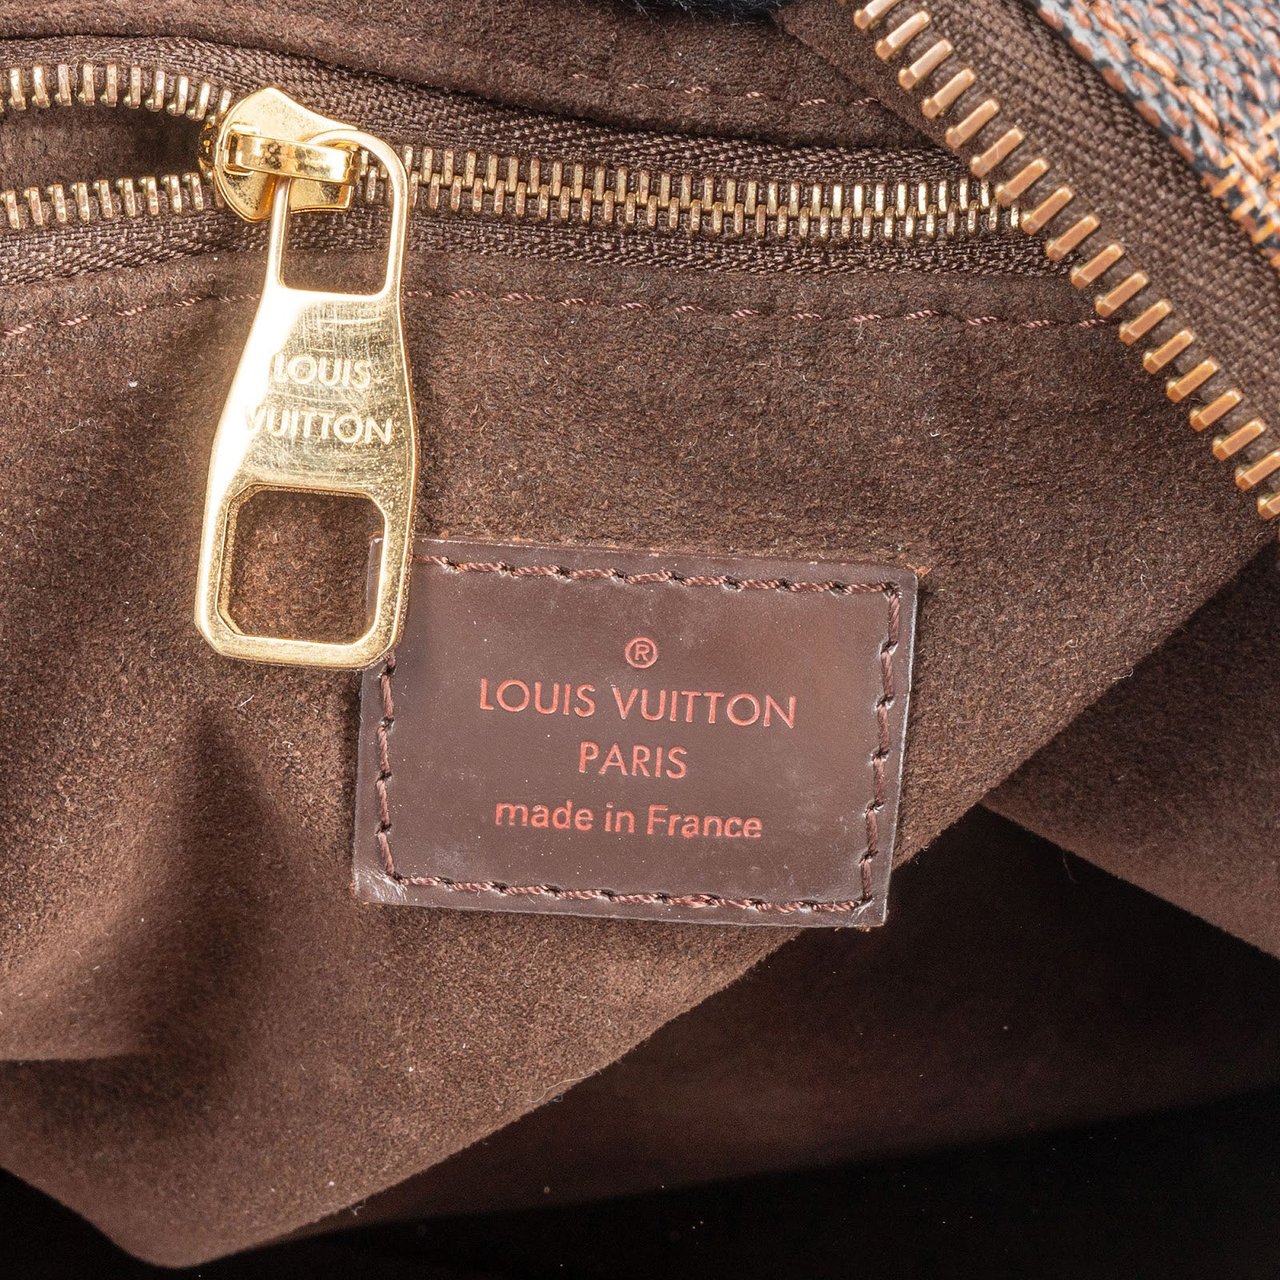 LOUIS
VUITTON
®
LOUIS VUITTON
PARIS
made in France